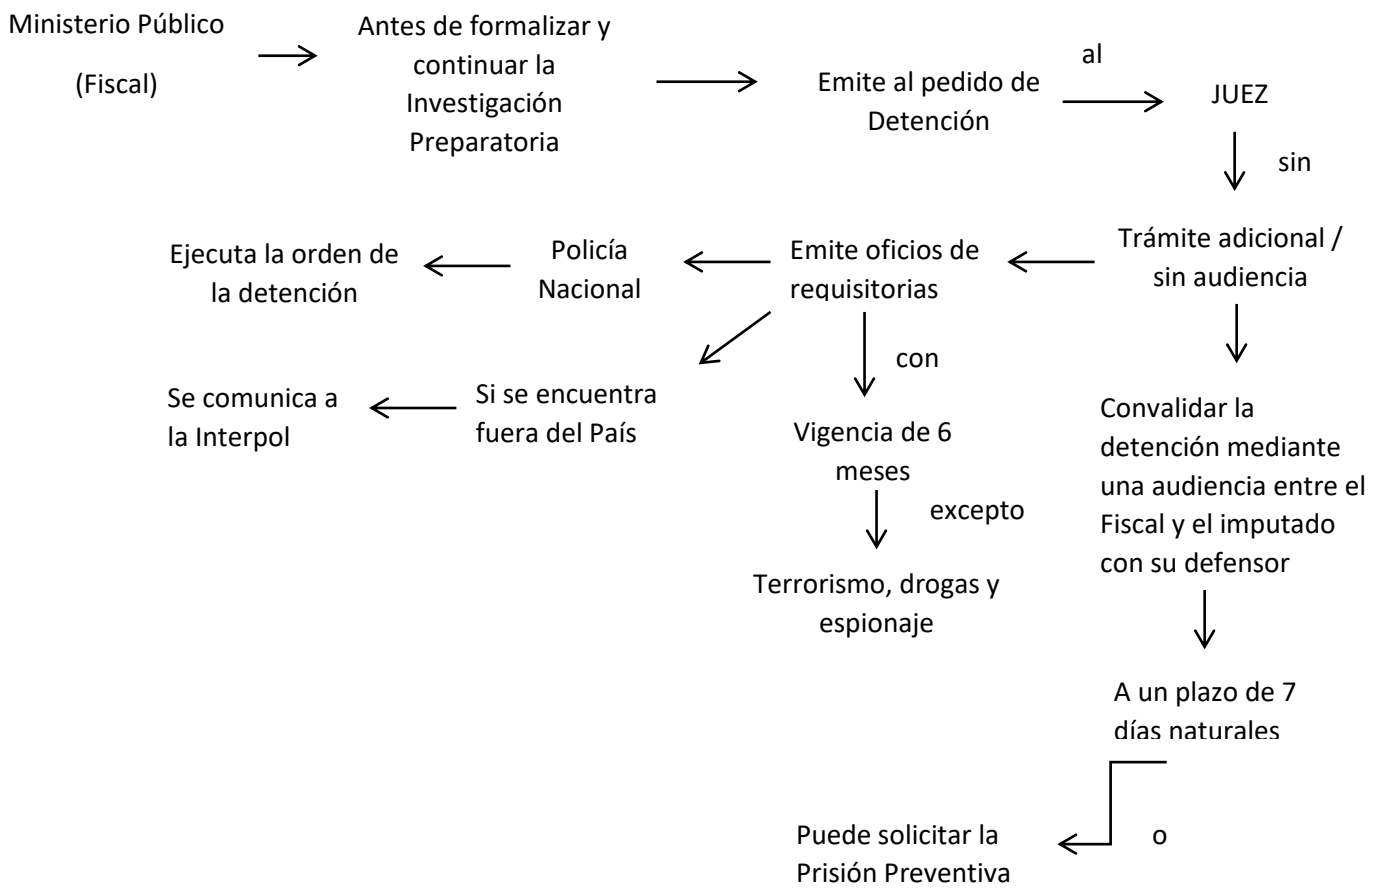 Ministerio Público
(Fiscal)
Antes de formalizar y
continuar la
Investigación
Preparatoria
Emite al pedido de
Detención
al
JUEZ
sin
Trámite adicional /
sin audiencia
Emite oficios de
requisitorias
Policía
Nacional
Ejecuta la orden de
la detención
Si se encuentra
fuera del País
Se comunica a
la Interpol
con
Vigencia de 6
meses
excepto
Terrorismo, drogas y
espionaje
Convalidar la
detención mediante
una audiencia entre el
Fiscal y el imputado
con su defensor
A un plazo de 7
días naturales
o
Puede solicitar la
Prisión Preventiva